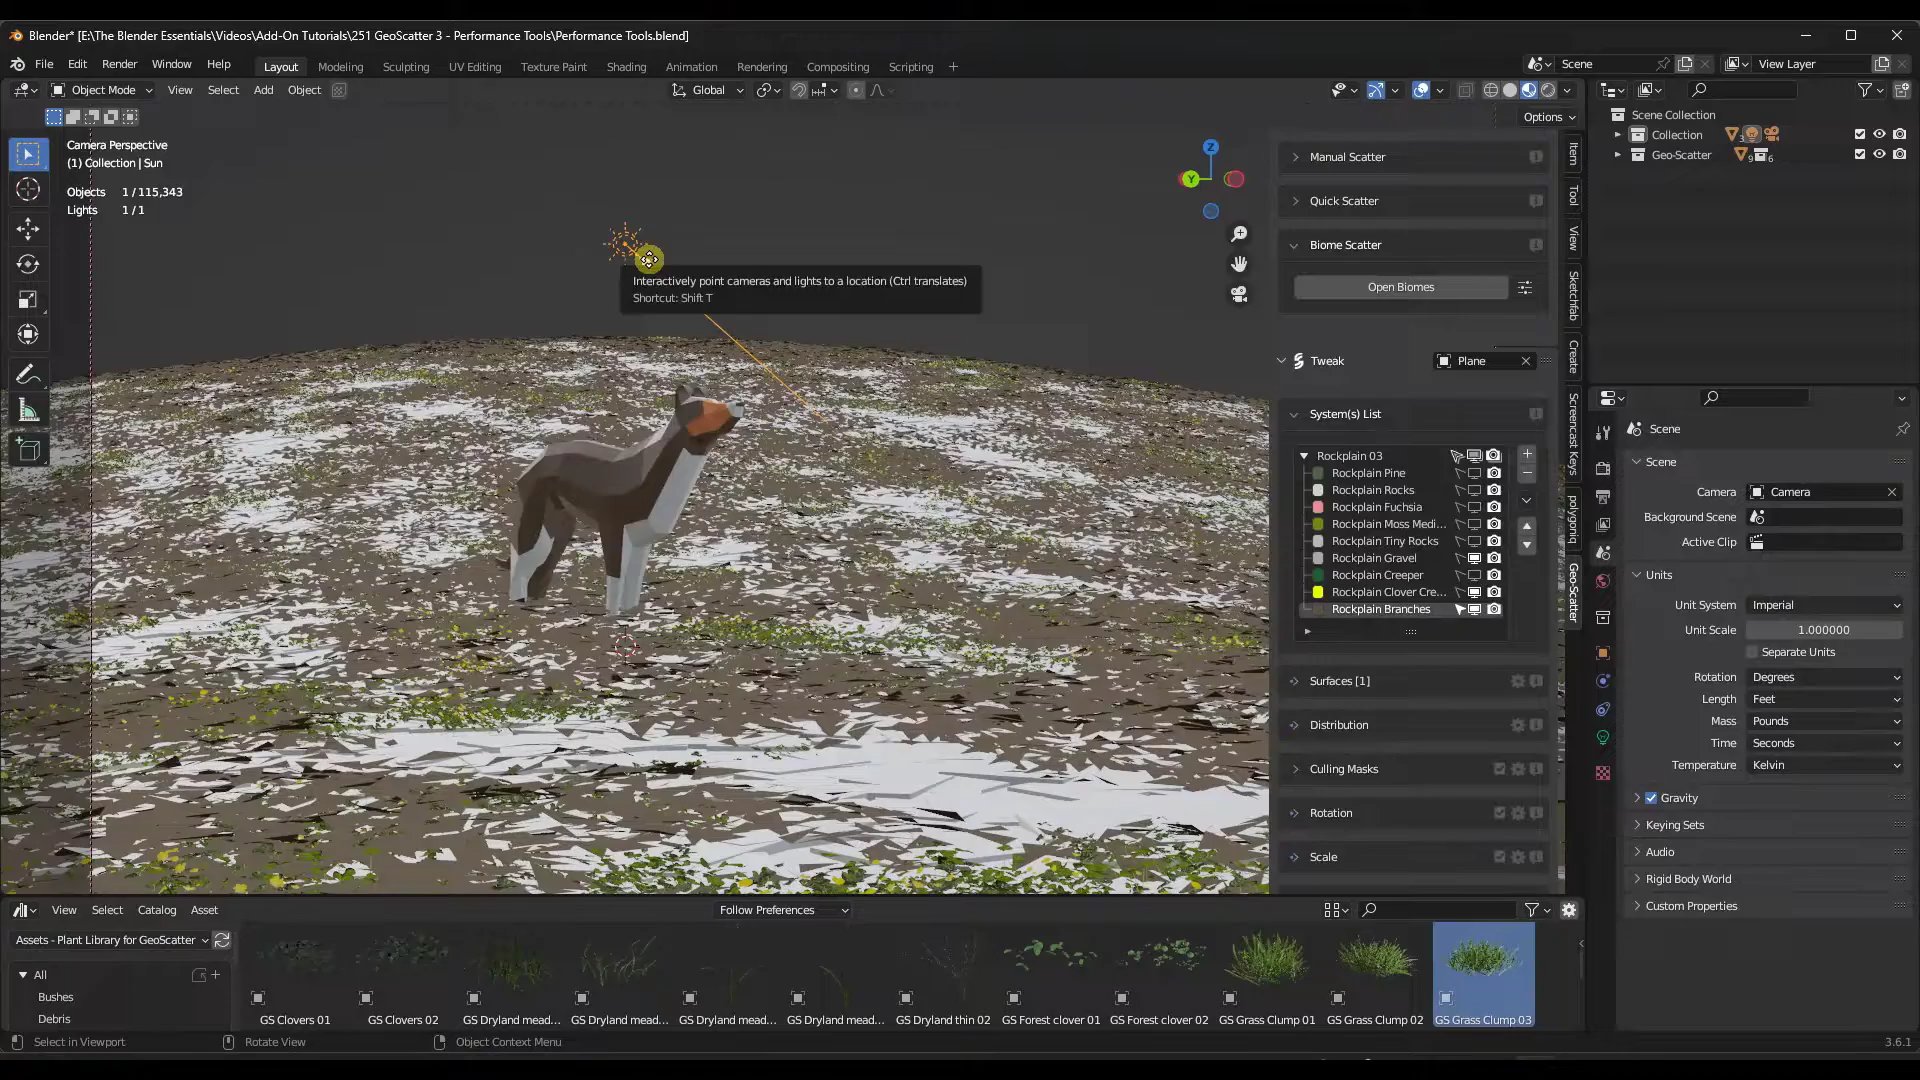 Blender* [E:\The Blender Essentials\Videos\Add-On Tutorials\251 GeoScatter 3 - Performance Tools\Performance Tools.blend]
File Edit Render Window Help
Layout Modeling Sculpting UV Editing Texture Paint Shading Animation Rendering Compositing Scripting
Scene
View Layer
Object Mode View Select Add Object
Global
Options
Camera Perspective
(1) Collection | Sun
Objects 1 / 115,343
Lights 1 / 1
Z
Y
Interactively point cameras and lights to a location (Ctrl translates)
Shortcut: Shift T
Manual Scatter
Quick Scatter
Biome Scatter
Open Biomes
Tweak
Plane
System(s) List
Rockplain 03
Rockplain Pine
Rockplain Rocks
Rockplain Fuchsia
Rockplain Moss Medi...
Rockplain Tiny Rocks
Rockplain Gravel
Rockplain Creeper
Rockplain Clover Cre...
Rockplain Branches
Surfaces [1]
Distribution
Culling Masks
Rotation
Scale
Item
Tool
View
Sketchfab
Create
Screencast Keys
polygoniq
Geo-Scatter
Scene Collection
Collection
3
Geo-Scatter
9
6
Scene
Scene
Camera Camera
Background Scene
Active Clip
Units
Unit System Imperial
Unit Scale 1.000000
Separate Units
Rotation Degrees
Length Feet
Mass Pounds
Time Seconds
Temperature Kelvin
Gravity
Keying Sets
Audio
Rigid Body World
Custom Properties
View Select Catalog Asset
Follow Preferences
Assets - Plant Library for GeoScatter
All
Bushes
Debris
GS Clovers 01
GS Clovers 02
GS Dryland mead...
GS Dryland mead...
GS Dryland mead...
GS Dryland mead...
GS Dryland thin 02
GS Forest clover 01
GS Forest clover 02
GS Grass Clump 01
GS Grass Clump 02
GS Grass Clump 03
Select in Viewport
Rotate View
Object Context Menu
3.6.1